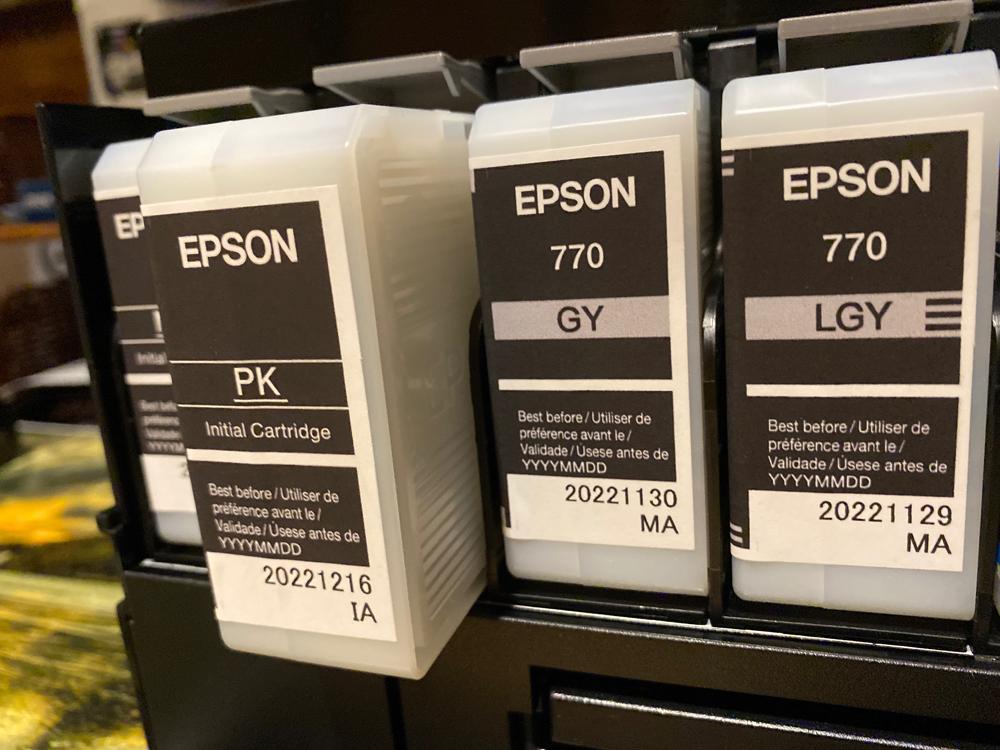 EP
Initial
EPSON
PK
Initial Cartridge
Best before / Utiliser de
préférence avant le /
Validade / Úsese antes de
YYYYMMDD
20221216
IA
EPSON
770
GY
Best before / Utiliser de
préférence avant le /
Validade / Úsese antes de
YYYYMMDD
20221130
MA
EPSON
770
LGY
Best before / Utiliser de
préférence avant le /
Validade / Úsese antes de
YYYYMMDD
20221129
MA